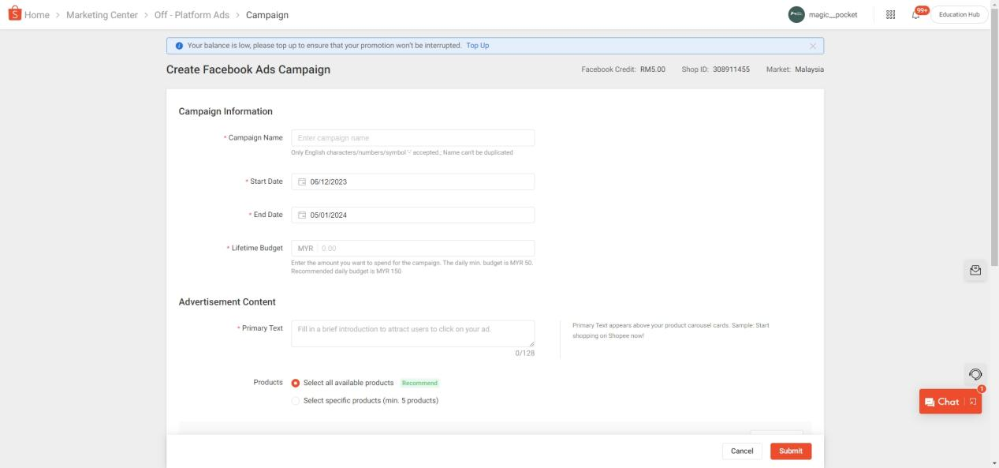 Home > Marketing Center > Off - Platform Ads > Campaign
magic__pocket
99+
Education Hub
Your balance is low, please top up to ensure that your promotion won't be interrupted. Top Up
Create Facebook Ads Campaign
Facebook Credit: RM5.00 Shop ID: 308911455 Market: Malaysia
Campaign Information
* Campaign Name
Enter campaign name
Only English characters/numbers/symbol '-' accepted.; Name can't be duplicated
* Start Date
06/12/2023
* End Date
05/01/2024
* Lifetime Budget
MYR 0.00
Enter the amount you want to spend for the campaign. The daily min. budget is MYR 50.
Recommended daily budget is MYR 150
Advertisement Content
* Primary Text
Fill in a brief introduction to attract users to click on your ad.
0/128
Primary Text appears above your product carousel cards. Sample: Start
shopping on Shopee now!
Products
Select all available products Recommend
Select specific products (min. 5 products)
1
Chat
Cancel
Submit